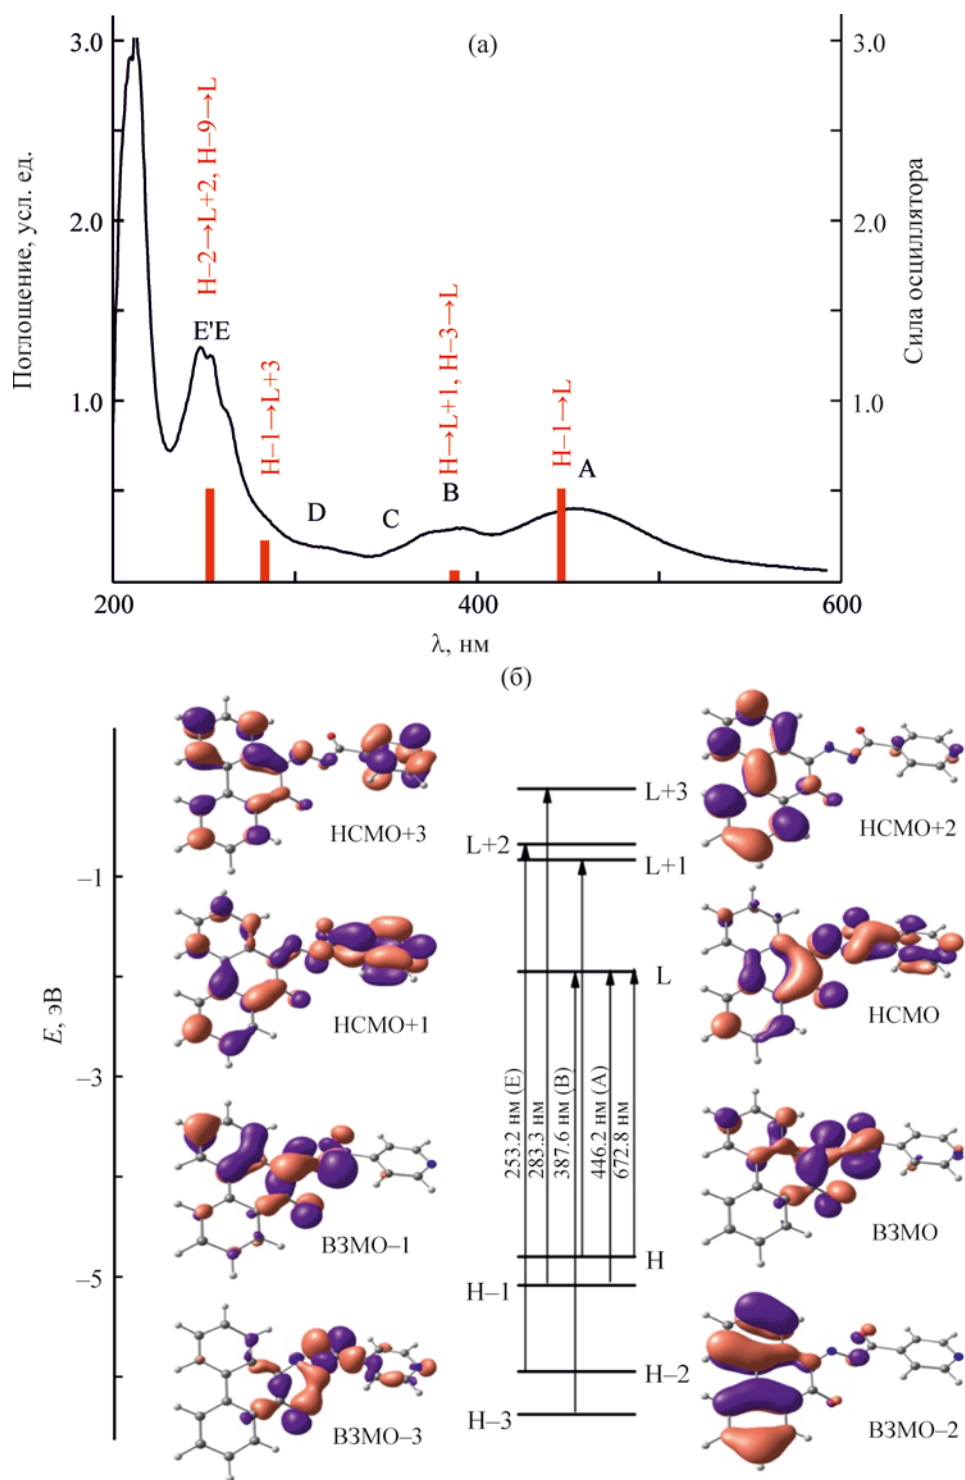 (а)
3.0
2.0
1.0
Поглощение, усл. ед.
3.0
2.0
1.0
Сила осциллятора
H–2→L+2, H–9→L
H–1→L+3
H→L+1, H–3→L
H–1→L
E'E
D
C
B
A
200
400
600
λ, нм
(б)
E, эВ
–1
–3
–5
НСМО+3
НСМО+2
НСМО+1
НСМО
ВЗМО–1
ВЗМО
ВЗМО–3
ВЗМО–2
L+3
L+2
L+1
L
253.2 нм (E)
283.3 нм
387.6 нм (B)
446.2 нм (A)
672.8 нм
H
H–1
H–2
H–3